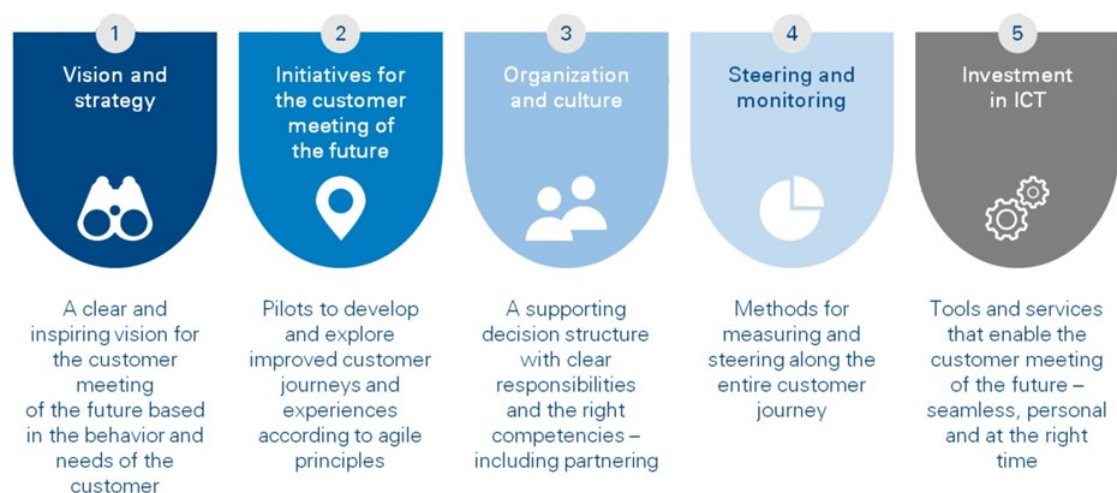 1
Vision and
strategy
A clear and
inspiring vision for
the customer
meeting
of the future based
in the behavior and
needs of the
customer
2
Initiatives for
the customer
meeting of
the future
Pilots to develop
and explore
improved customer
journeys and
experiences
according to agile
principles
3
Organization
and culture
A supporting
decision structure
with clear
responsibilities
and the right
competencies –
including partnering
4
Steering and
monitoring
Methods for
measuring and
steering along the
entire customer
journey
5
Investment
in ICT
Tools and services
that enable the
customer meeting
of the future –
seamless, personal
and at the right
time